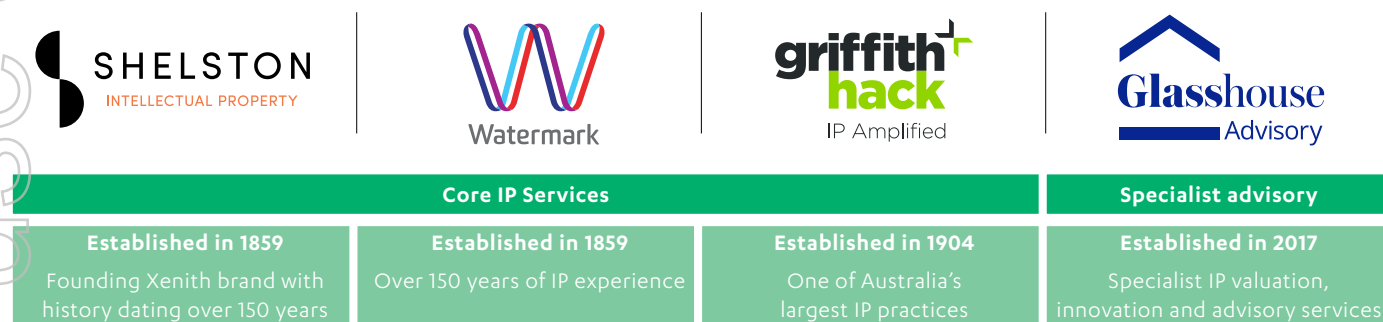 SHELSTON
INTELLECTUAL PROPERTY
Watermark
griffith
hack
IP Amplified
Glasshouse
Advisory
Core IP Services
Specialist advisory
Established in 1859
Founding Xenith brand with
history dating over 150 years
Established in 1859
Over 150 years of IP experience
Established in 1904
One of Australia’s
largest IP practices
Established in 2017
Specialist IP valuation,
innovation and advisory services